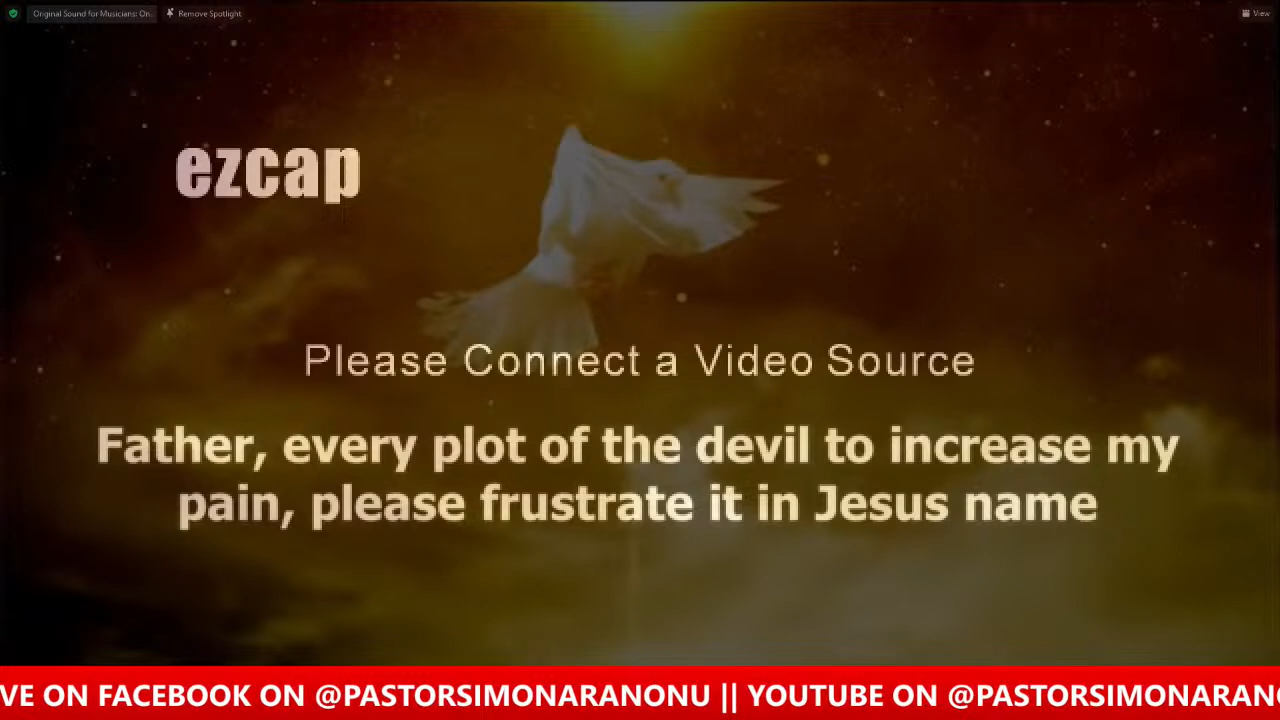 Original Sound for Musicians: On
Remove Spotlight
View
ezcap
Please Connect a Video Source
Father, every plot of the devil to increase my
pain, please frustrate it in Jesus name
VE ON FACEBOOK ON @PASTORSIMONARANONU || YOUTUBE ON @PASTORSIMONARANO